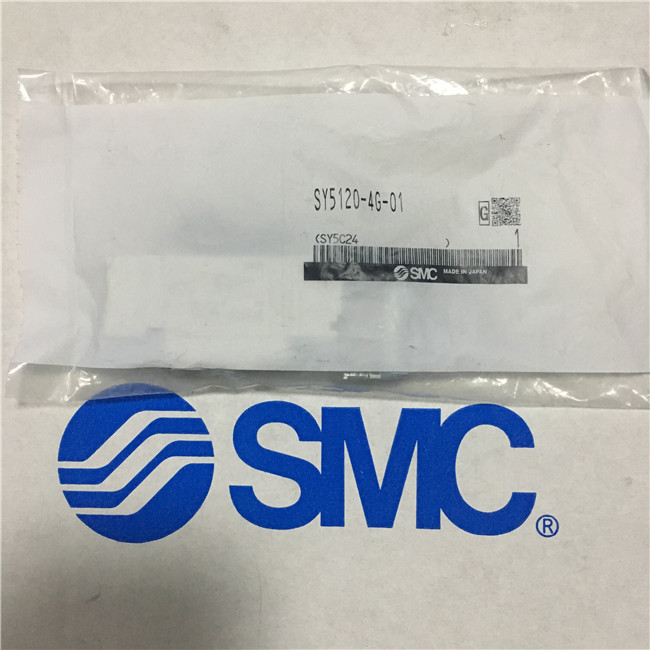 SY5120-4G-01
G
(SY5C24 ) 1
SMC MADE IN JAPAN
SMC®